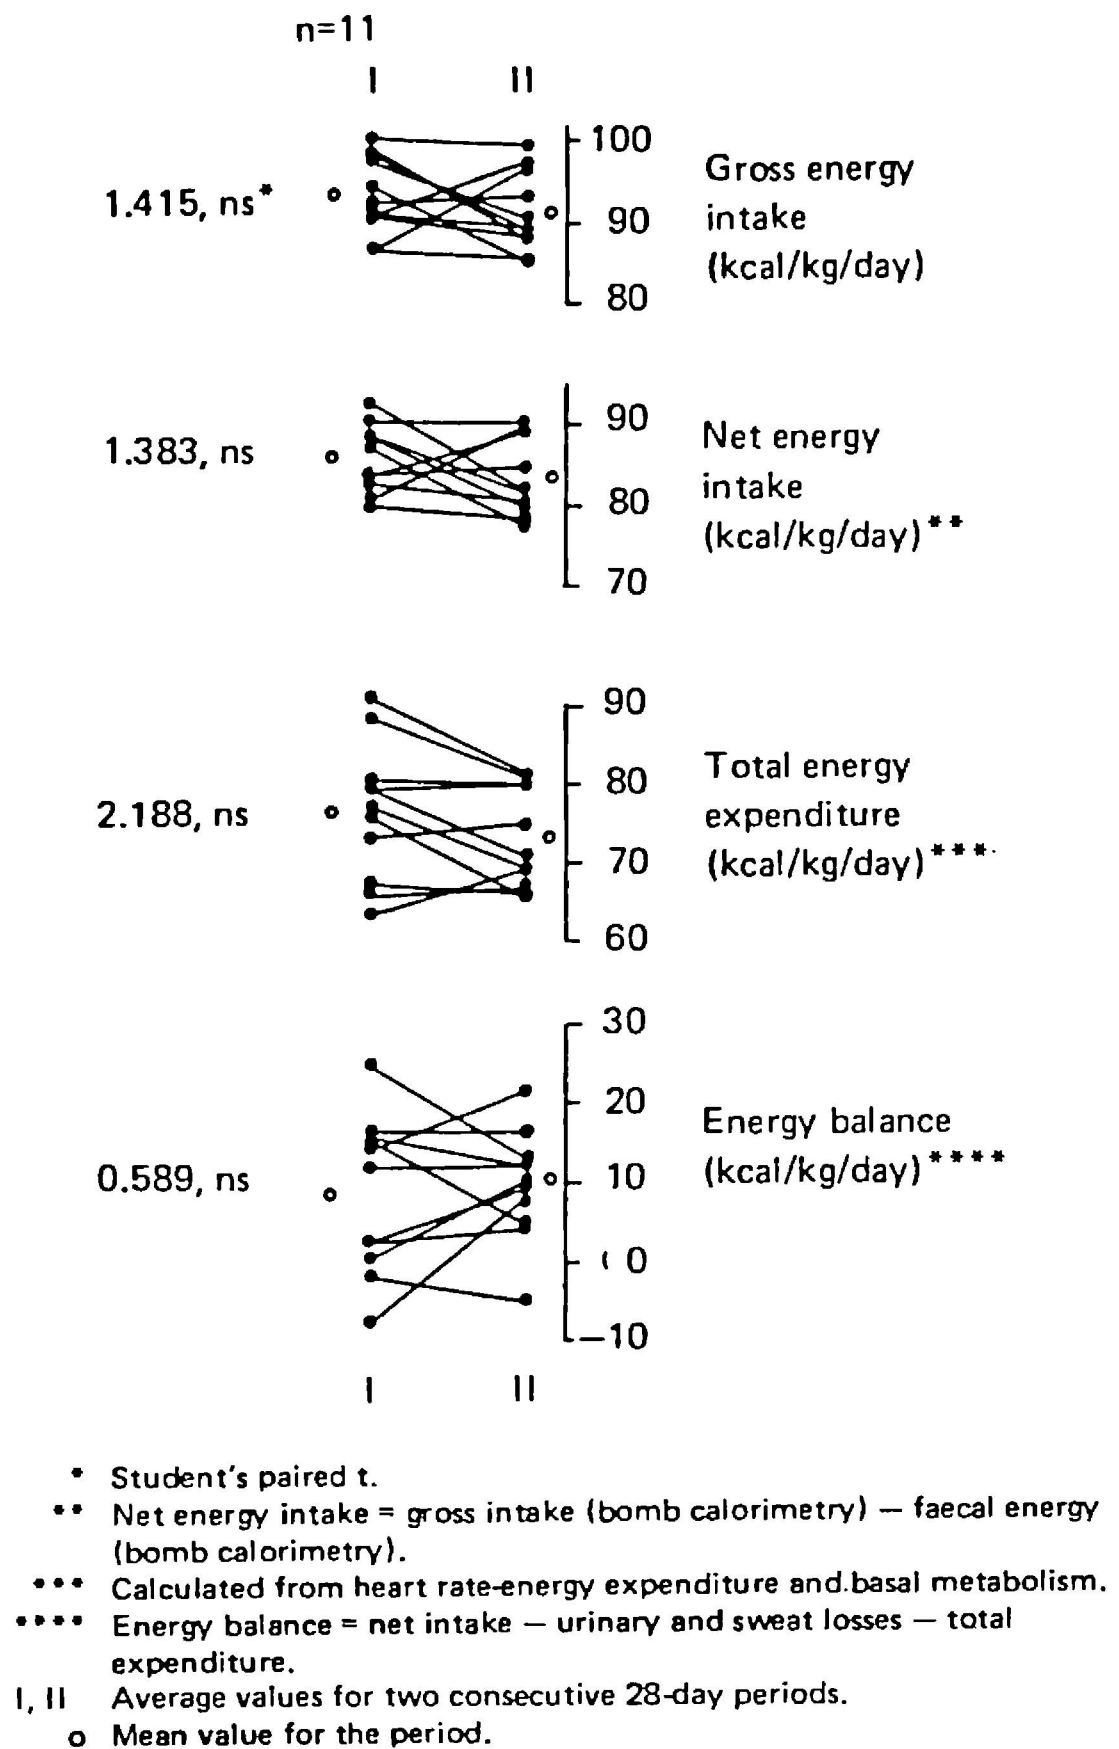 n=11
I II
100
Gross energy
1.415, ns*
intake
90
(kcal/kg/day)
80
90
Net energy
1.383, ns
intake
80
(kcal/kg/day)**
70
90
Total energy
80
2.188, ns
expenditure
(kcal/kg/day)***
70
60
30
20
Energy balance
0.589, ns
10
(kcal/kg/day)****
0
—10
I II
* Student's paired t.
** Net energy intake = gross intake (bomb calorimetry) — faecal energy
(bomb calorimetry).
*** Calculated from heart rate-energy expenditure and.basal metabolism.
**** Energy balance = net intake — urinary and sweat losses — total
expenditure.
I, II Average values for two consecutive 28-day periods.
o Mean value for the period.